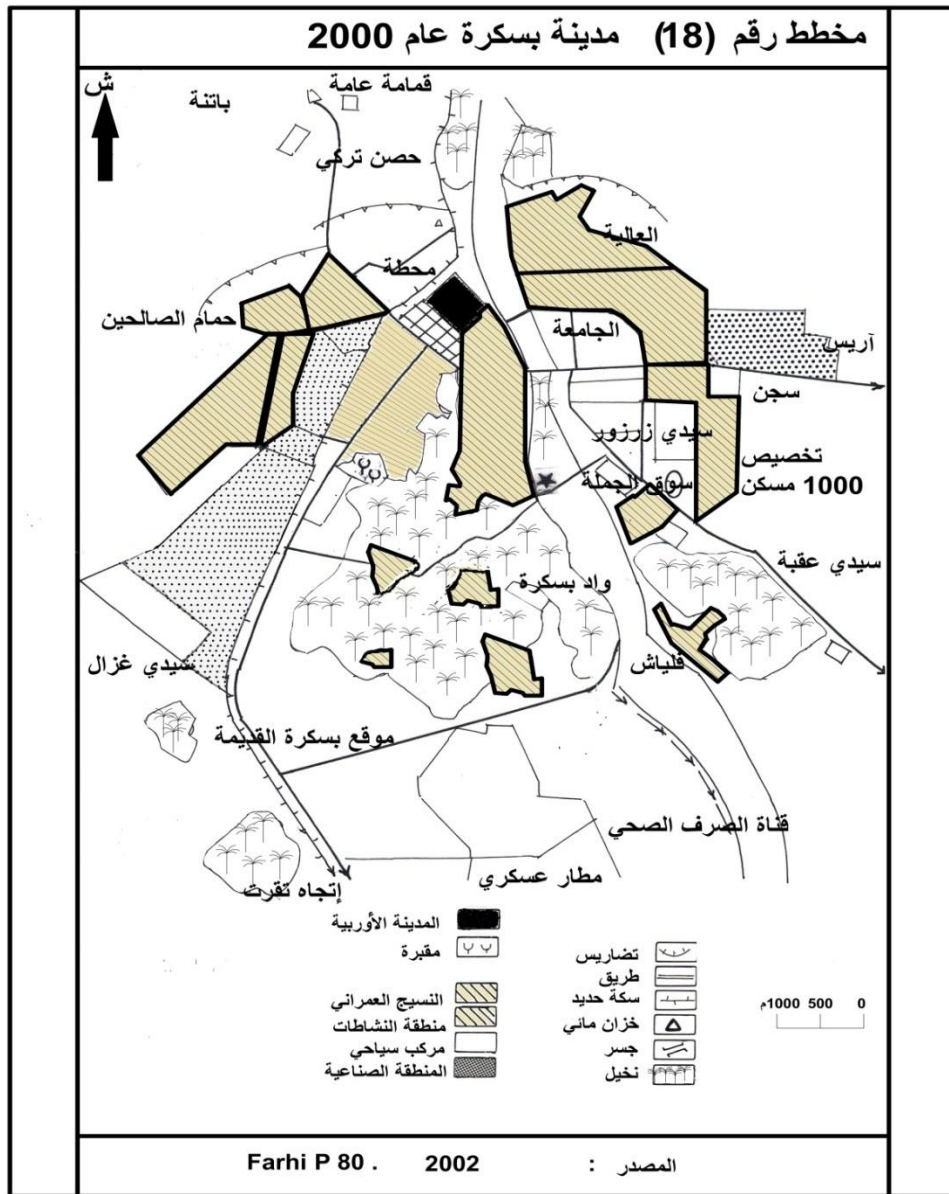 مخطط رقم (18) مدينة بسكرة عام 2000
ش
باتنة
قمامة عامة
حصن تركي
العالية
محطة
حمام الصالحين
الجامعة
آريس
سجن
سيدي زرزور
تخصيص
1000 مسكن
سوق الجملة
سيدي عقبة
واد بسكرة
فلياش
سيدي غزال
موقع بسكرة القديمة
قناة الصرف الصحي
مطار عسكري
إتجاه تقرت
المدينة الأوربية
مقبرة
النسيج العمراني
منطقة النشاطات
مركب سياحي
المنطقة الصناعية
تضاريس
طريق
سكة حديد
خزان مائي
جسر
نخيل
0 500 1000م
المصدر : Farhi P 80 . 2002